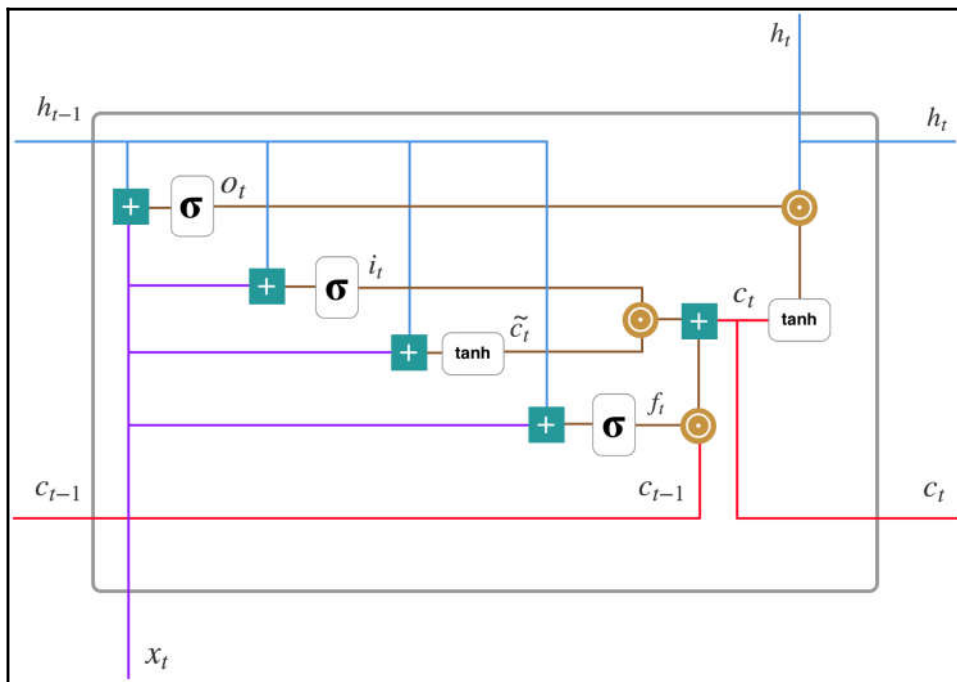 h_t
h_{t−1}
h_t
+ σ o_t
+ σ i_t
+ c_t
+ tanh c̃_t
tanh
+ σ f_t
c_{t−1} c_{t−1} c_t
x_t